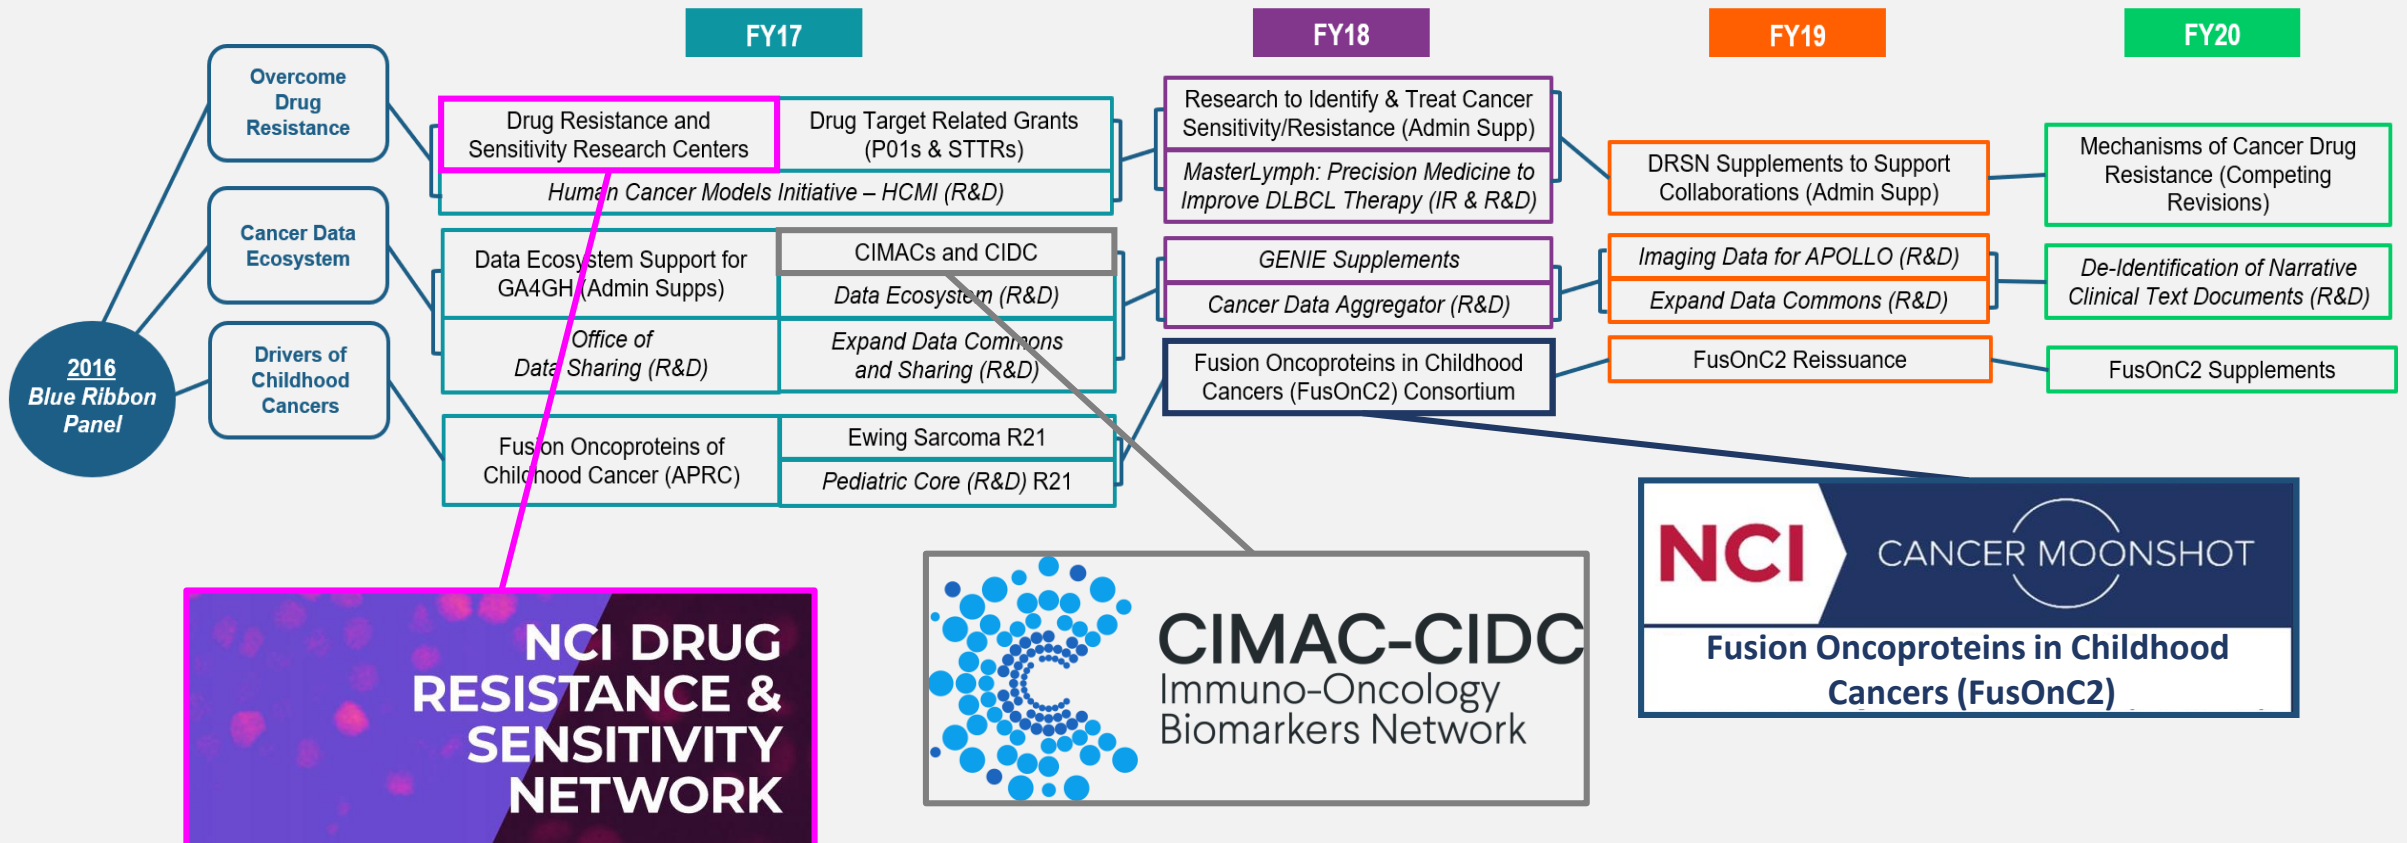 FY17
FY18
FY19
FY20
2016
Blue Ribbon
Panel
Overcome
Drug
Resistance
Drug Resistance and
Sensitivity Research Centers
Drug Target Related Grants
(P01s & STTRs)
Human Cancer Models Initiative – HCMI (R&D)
Research to Identify & Treat Cancer
Sensitivity/Resistance (Admin Supp)
MasterLymph: Precision Medicine to
Improve DLBCL Therapy (IR & R&D)
DRSN Supplements to Support
Collaborations (Admin Supp)
Mechanisms of Cancer Drug
Resistance (Competing
Revisions)
Cancer Data
Ecosystem
Data Ecosystem Support for
GA4GH (Admin Supps)
CIMACs and CIDC
Data Ecosystem (R&D)
Office of
Data Sharing (R&D)
Expand Data Commons
and Sharing (R&D)
GENIE Supplements
Cancer Data Aggregator (R&D)
Imaging Data for APOLLO (R&D)
Expand Data Commons (R&D)
De-Identification of Narrative
Clinical Text Documents (R&D)
Drivers of
Childhood
Cancers
Fusion Oncoproteins of
Childhood Cancer (APRC)
Ewing Sarcoma R21
Pediatric Core (R&D) R21
Fusion Oncoproteins in Childhood
Cancers (FusOnC2) Consortium
FusOnC2 Reissuance
FusOnC2 Supplements
NCI DRUG
RESISTANCE &
SENSITIVITY
NETWORK
CIMAC-CIDC
Immuno-Oncology
Biomarkers Network
NCI
CANCER MOONSHOT
Fusion Oncoproteins in Childhood
Cancers (FusOnC2)